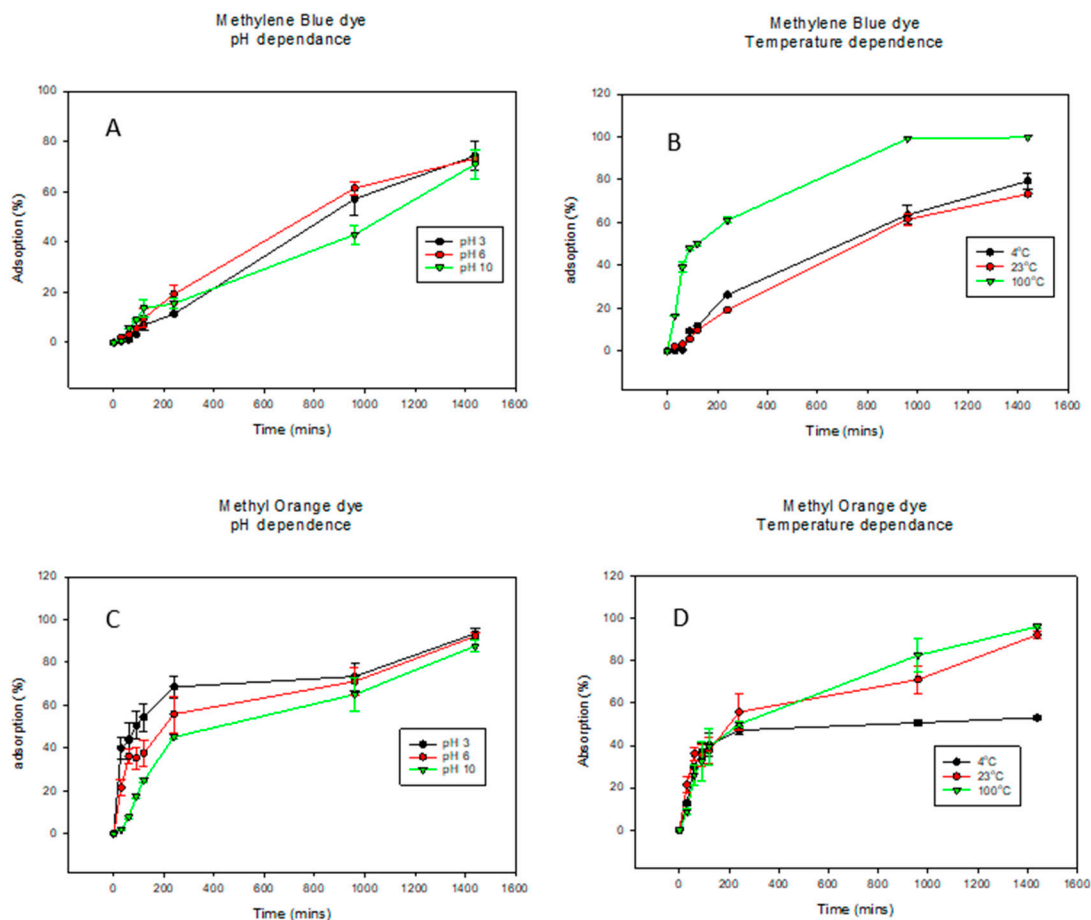 Methylene Blue dye
pH dependance
A
100
80
60
40
20
0
Adsoption (%)
pH 3
pH 6
pH 10
0 200 400 600 800 1000 1200 1400 1600
Time (mins)
Methylene Blue dye
Temperature dependence
B
120
100
80
60
40
20
0
adsoption (%)
4°C
23°C
100°C
0 200 400 600 800 1000 1200 1400 1600
Time (mins)
Methyl Orange dye
pH dependence
C
120
100
80
60
40
20
0
adsorption (%)
pH 3
pH 6
pH 10
0 200 400 600 800 1000 1200 1400 1600
Time (mins)
Methyl Orange dye
Temperature dependance
D
120
100
80
60
40
20
0
Absorption (%)
4°C
23°C
100°C
0 200 400 600 800 1000 1200 1400 1600
Time (mins)